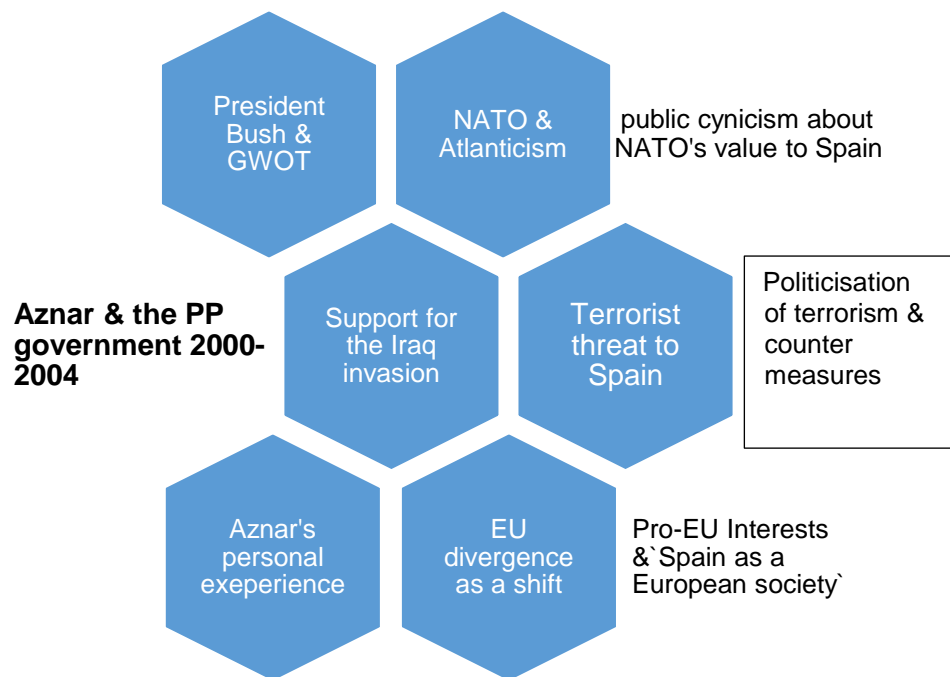 President
Bush &
GWOT
NATO &
Atlanticism
public cynicism about
NATO's value to Spain
Aznar & the PP
government 2000-
2004
Support for
the Iraq
invasion
Terrorist
threat to
Spain
Politicisation
of terrorism &
counter
measures
Aznar's
personal
exeperience
EU
divergence
as a shift
Pro-EU Interests
&`Spain as a
European society`